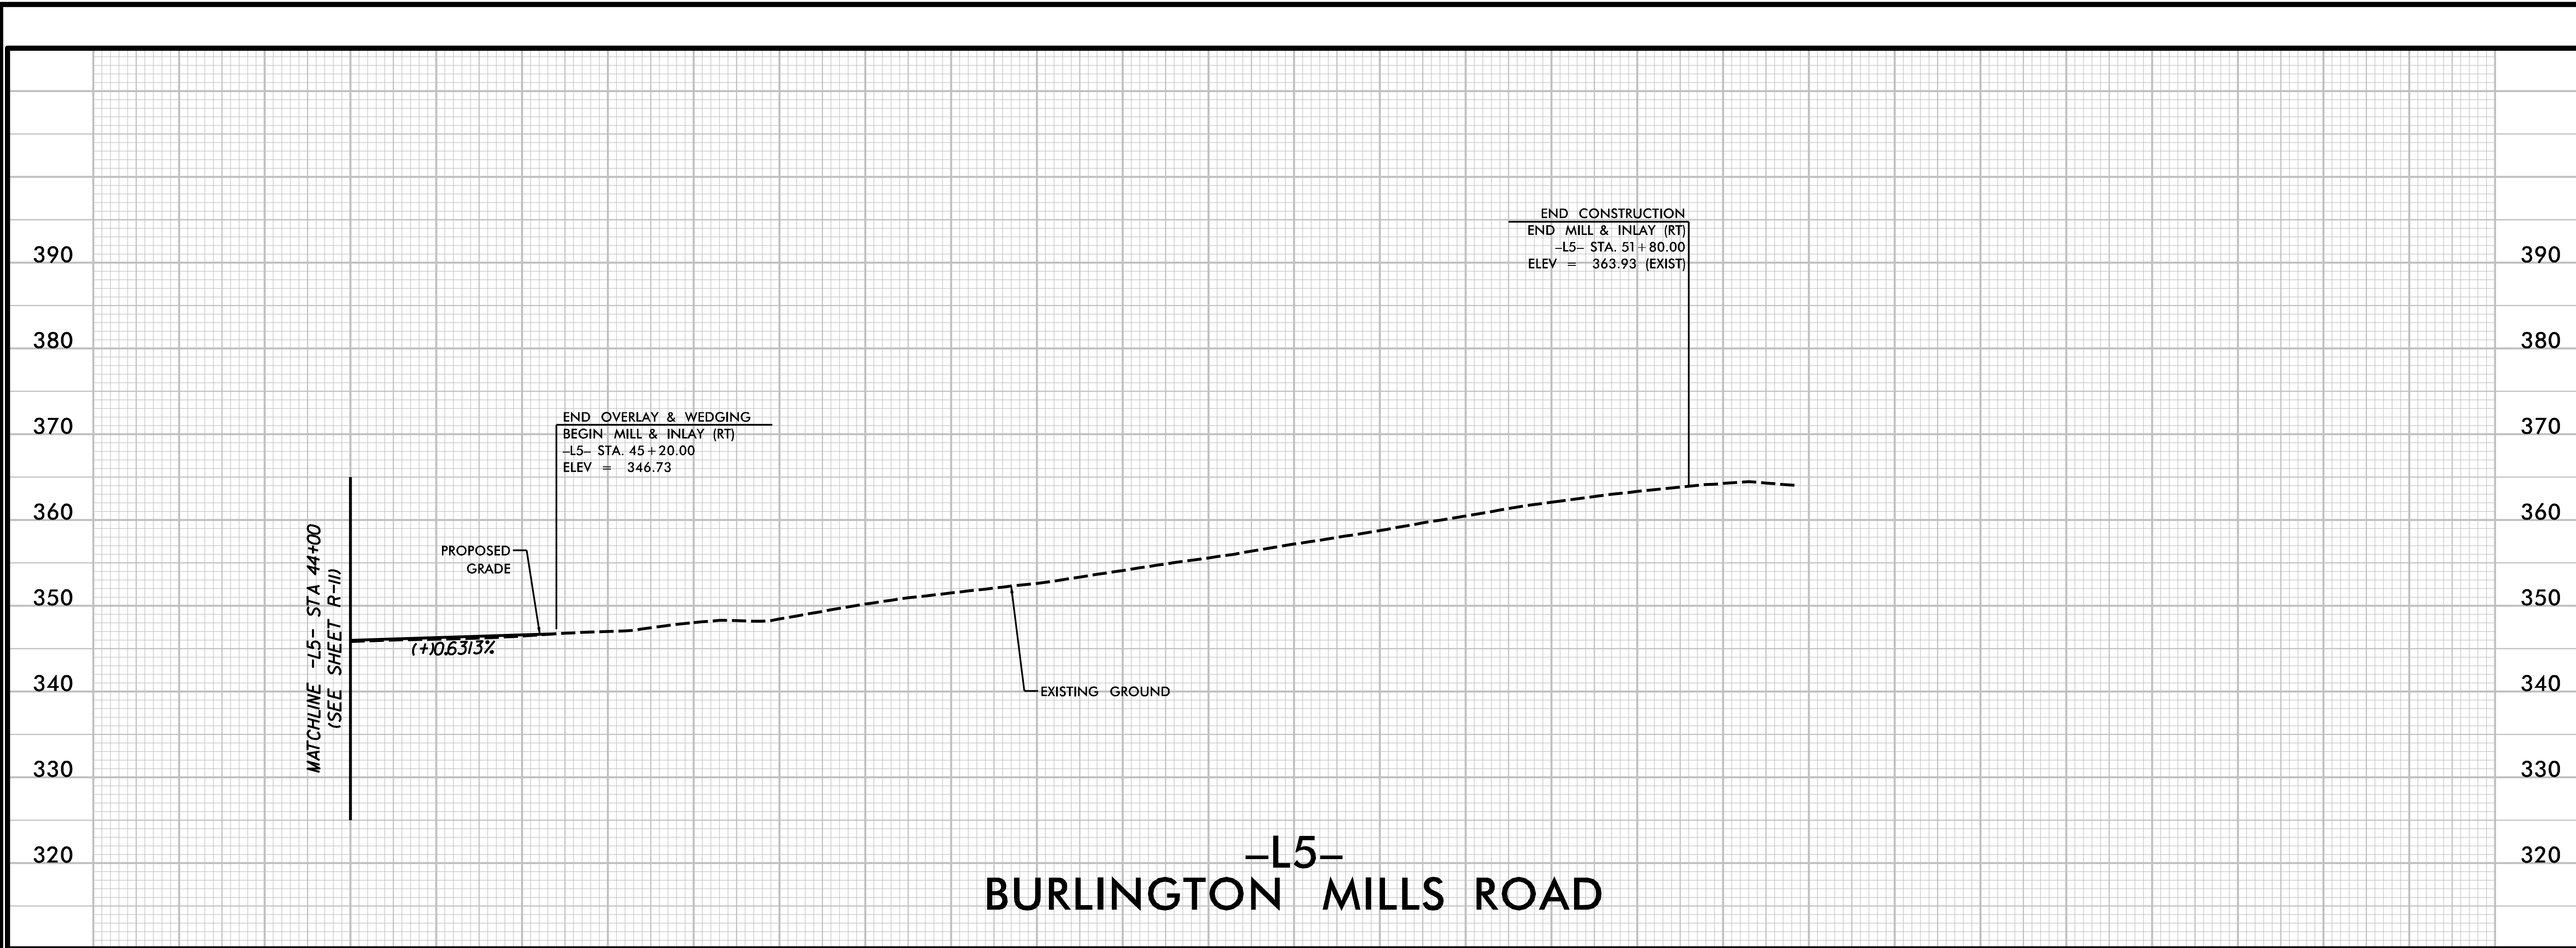 END CONSTRUCTION
END MILL & INLAY (RT)
-L5- STA. 51+80.00
ELEV = 363.93 (EXIST)
390
390
380
380
END OVERLAY & WEDGING
BEGIN MILL & INLAY (RT)
-L5- STA. 45+20.00
ELEV = 346.73
370
370
360
360
MATCHLINE -L5- STA 44+00
(SEE SHEET R-11)
PROPOSED
GRADE
350
350
(+)0.6313%
340
340
EXISTING GROUND
330
330
320
320
-L5-
BURLINGTON MILLS ROAD